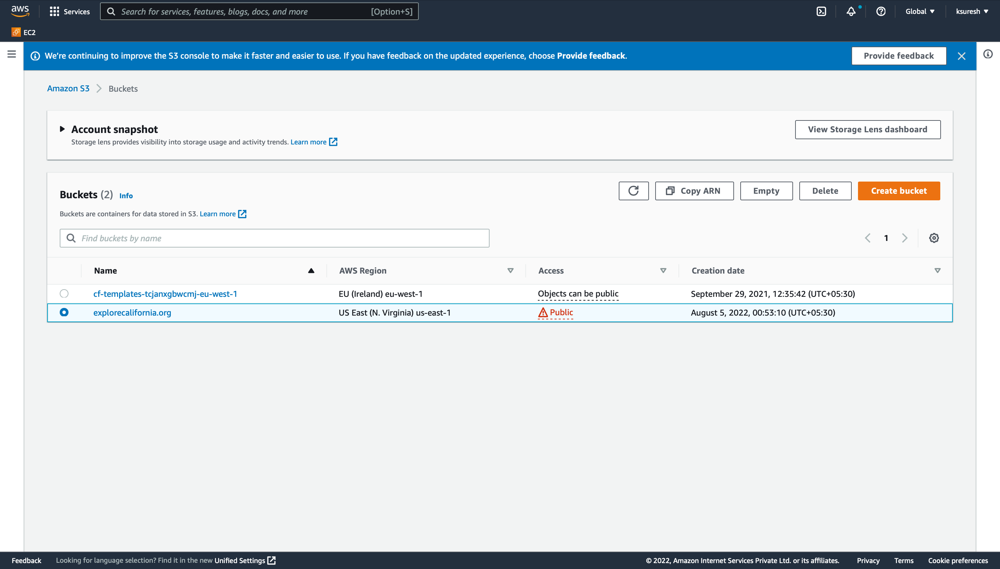 aws Services Search for services, features, blogs, docs, and more [Option+S] Global ksuresh
EC2
We're continuing to improve the S3 console to make it faster and easier to use. If you have feedback on the updated experience, choose Provide feedback. Provide feedback
Amazon S3 Buckets
Account snapshot View Storage Lens dashboard
Storage lens provides visibility into storage usage and activity trends. Learn more
Buckets (2) Info Copy ARN Empty Delete Create bucket
Buckets are containers for data stored in S3. Learn more
Find buckets by name 1
Name AWS Region Access Creation date
cf-templates-tcjanxgbwcmj-eu-west-1 EU (Ireland) eu-west-1 Objects can be public September 29, 2021, 12:35:42 (UTC+05:30)
explorecalifornia.org US East (N. Virginia) us-east-1 Public August 5, 2022, 00:53:10 (UTC+05:30)
Feedback Looking for language selection? Find it in the new Unified Settings © 2022, Amazon Internet Services Private Ltd. or its affiliates. Privacy Terms Cookie preferences